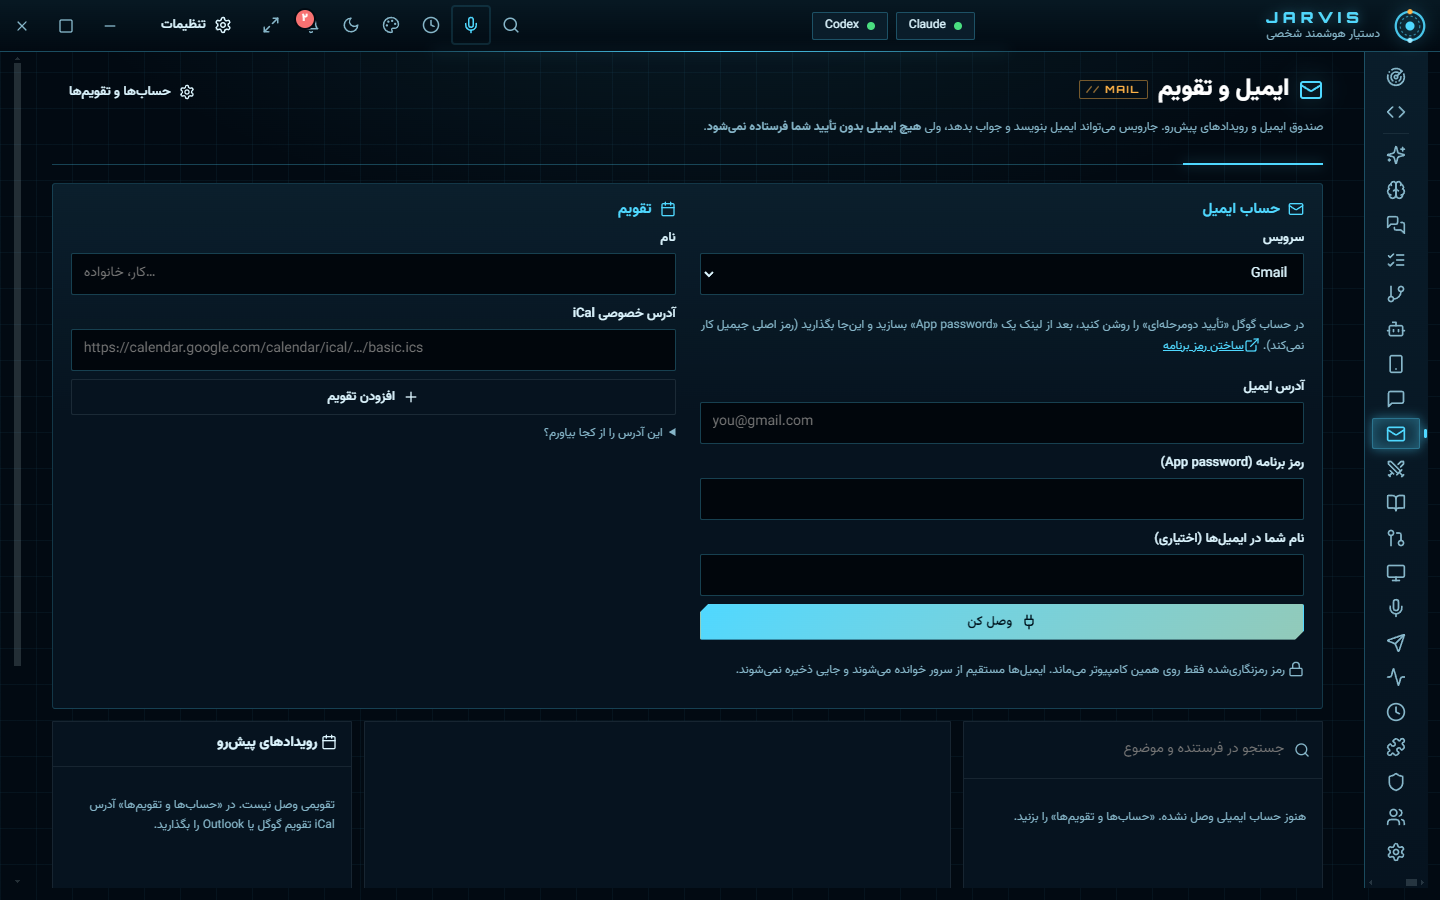 JARVIS
دستیار هوشمند شخصی
Claude
Codex
۲
تنظیمات
ایمیل و تقویم
// MAIL
حساب‌ها و تقویم‌ها
صندوق ایمیل و رویدادهای پیش‌رو. جارویس می‌تواند ایمیل بنویسد و جواب بدهد، ولی هیچ ایمیلی بدون تأیید شما فرستاده نمی‌شود.
حساب ایمیل
سرویس
Gmail
در حساب گوگل «تأیید دومرحله‌ای» را روشن کنید، بعد از لینک یک «App password» بسازید و این‌جا بگذارید (رمز اصلی جیمیل کار
نمی‌کند). ساختن رمز برنامه
آدرس ایمیل
you@gmail.com
رمز برنامه (App password)
نام شما در ایمیل‌ها (اختیاری)
وصل کن
رمز رمزنگاری‌شده فقط روی همین کامپیوتر می‌ماند. ایمیل‌ها مستقیم از سرور خوانده می‌شوند و جایی ذخیره نمی‌شوند.
تقویم
نام
کار، خانواده…
آدرس خصوصی iCal
https://calendar.google.com/calendar/ical/…/basic.ics
افزودن تقویم
این آدرس را از کجا بیاورم؟
جستجو در فرستنده و موضوع
هنوز حساب ایمیلی وصل نشده. «حساب‌ها و تقویم‌ها» را بزنید.
رویدادهای پیش‌رو
تقویمی وصل نیست. در «حساب‌ها و تقویم‌ها» آدرس
iCal تقویم گوگل یا Outlook را بگذارید.